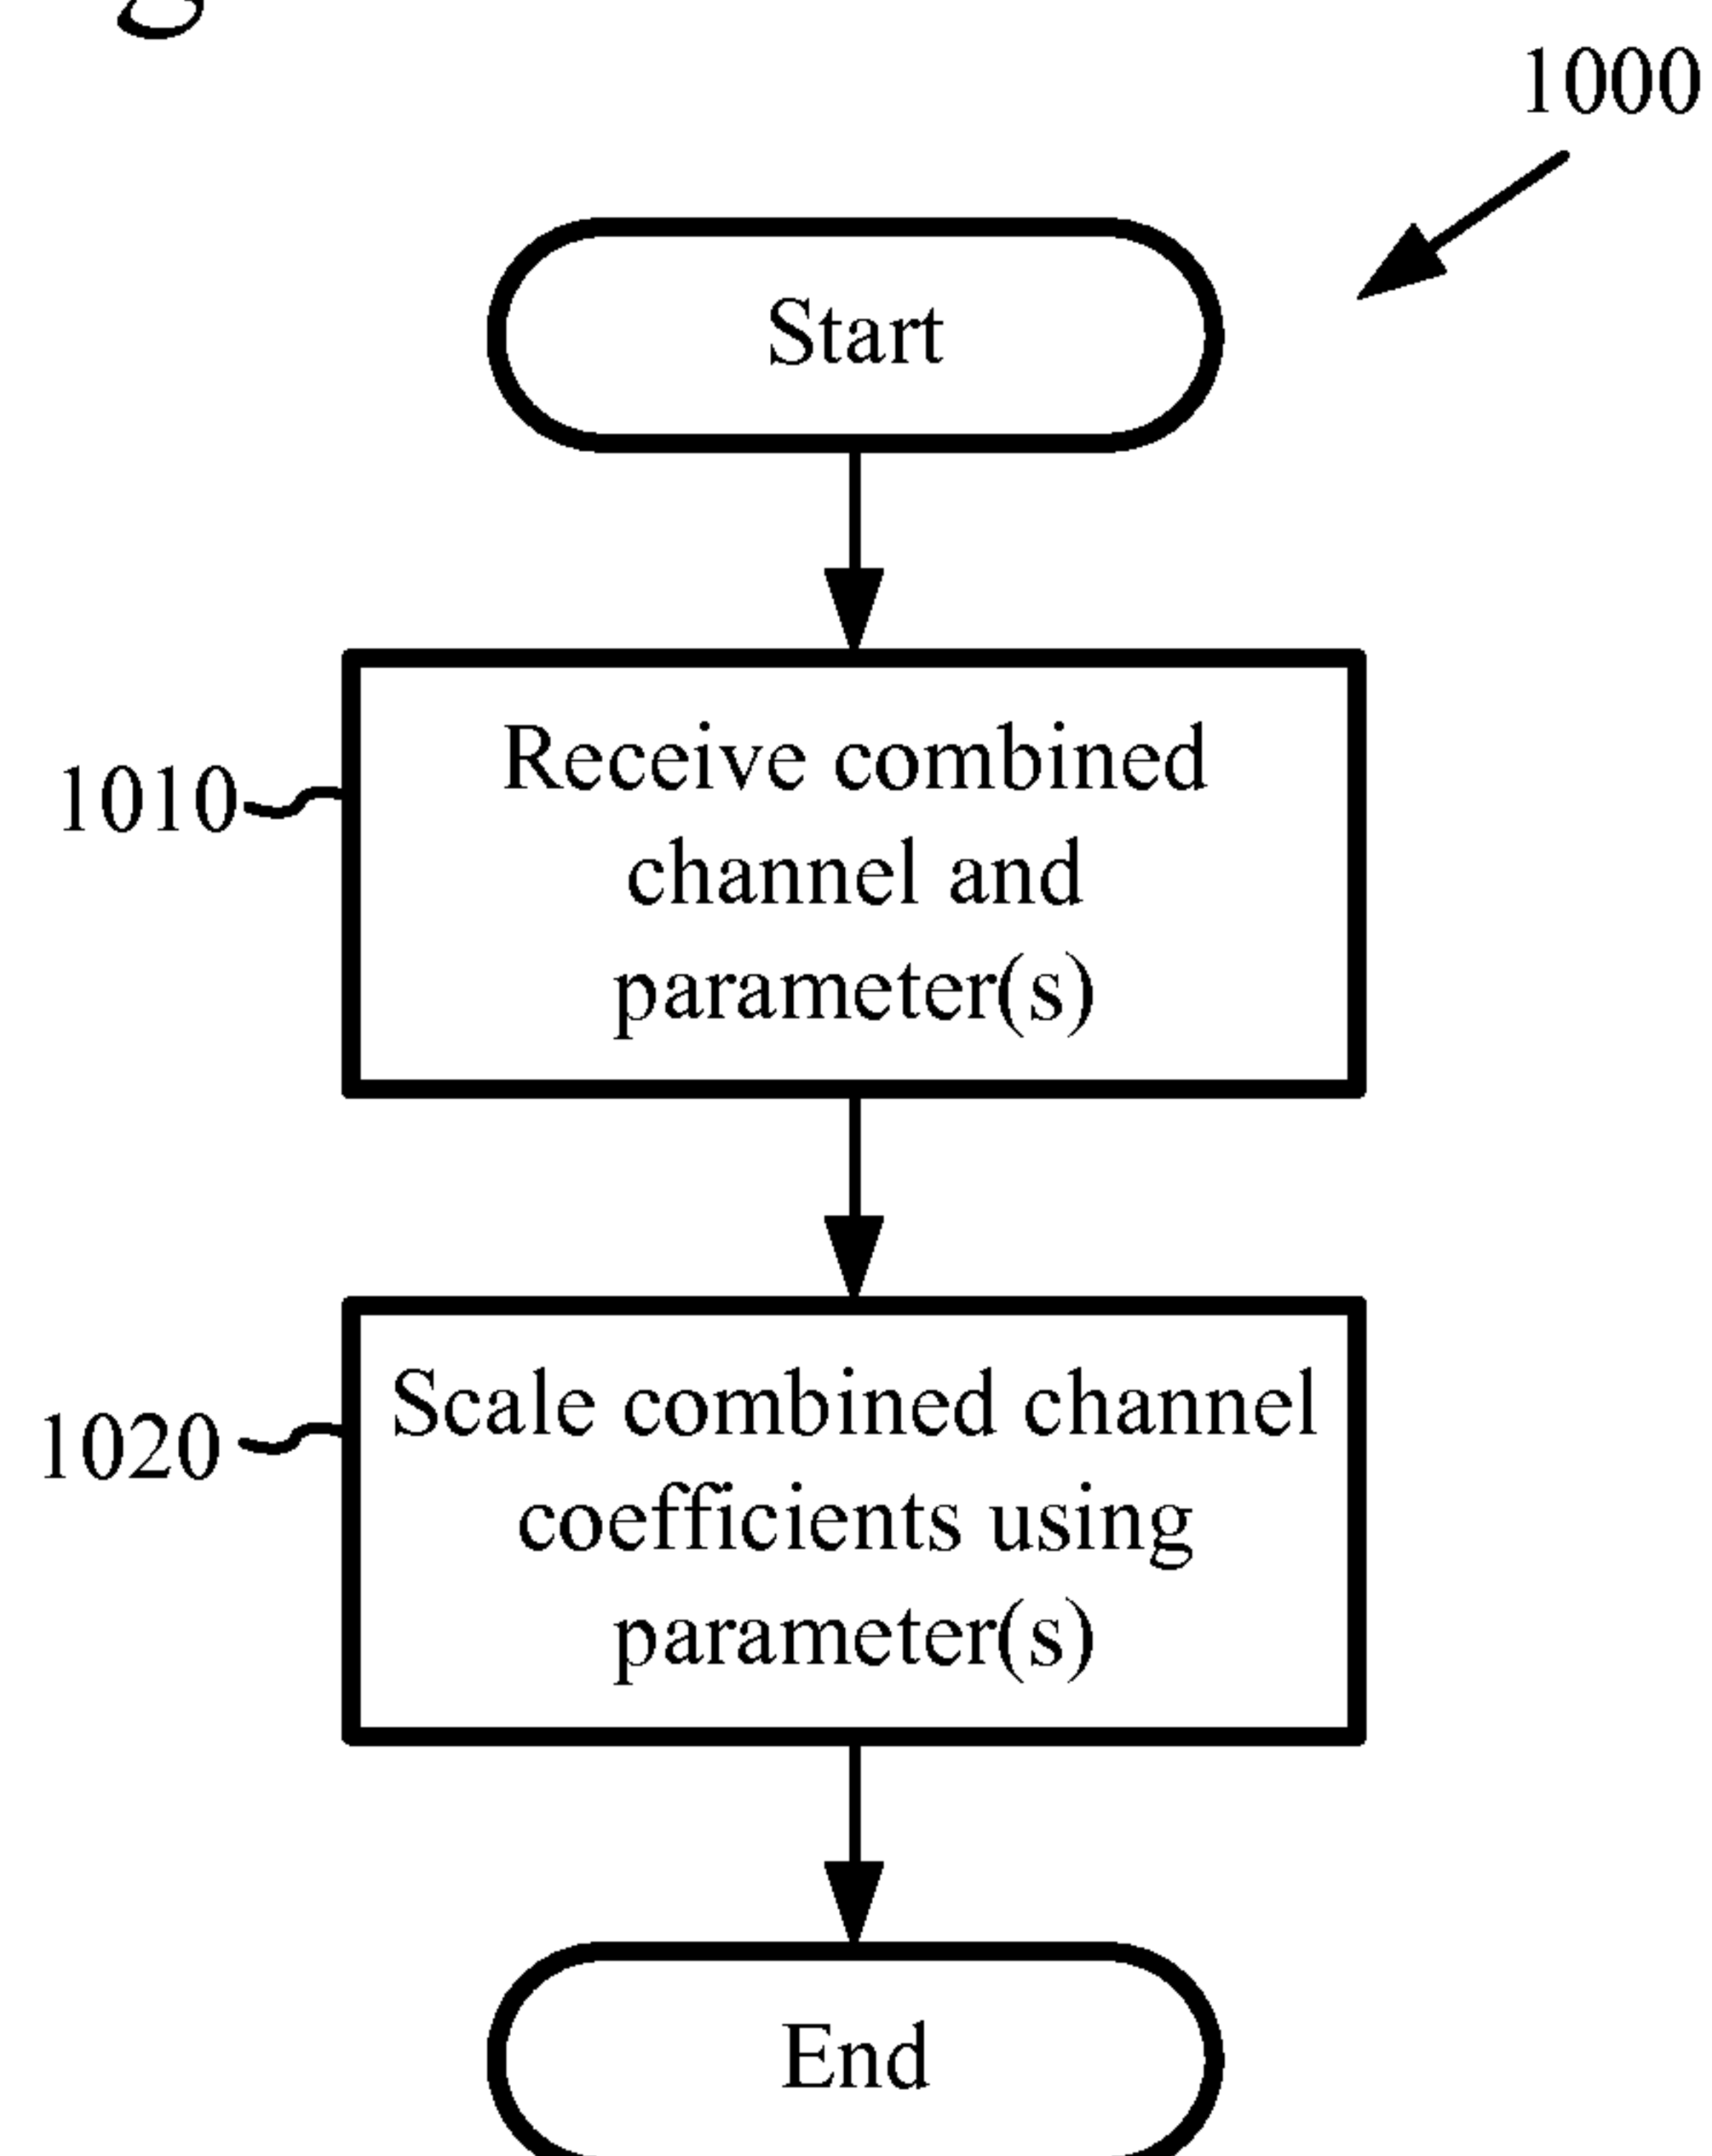 1000
Start
1010
Receive combined
channel and
parameter(s)
1020
Scale combined channel
coefficients using
parameter(s)
End